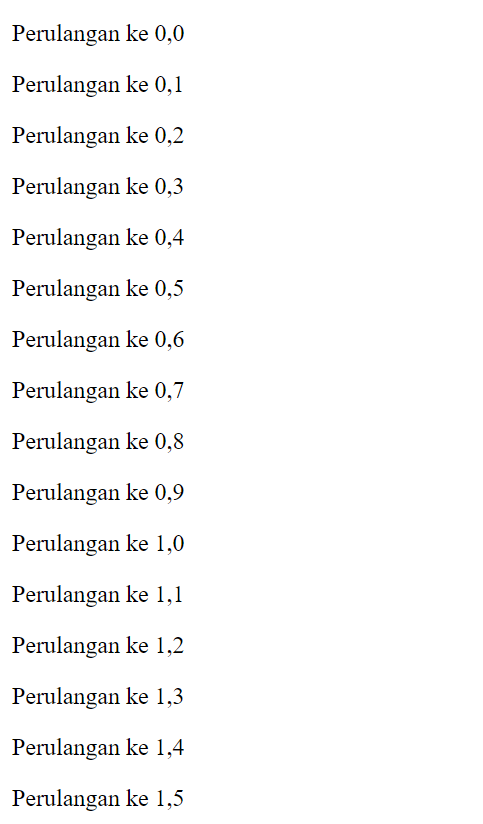 Perulangan ke 0,0
Perulangan ke 0,1
Perulangan ke 0,2
Perulangan ke 0,3
Perulangan ke 0,4
Perulangan ke 0,5
Perulangan ke 0,6
Perulangan ke 0,7
Perulangan ke 0,8
Perulangan ke 0,9
Perulangan ke 1,0
Perulangan ke 1,1
Perulangan ke 1,2
Perulangan ke 1,3
Perulangan ke 1,4
Perulangan ke 1,5